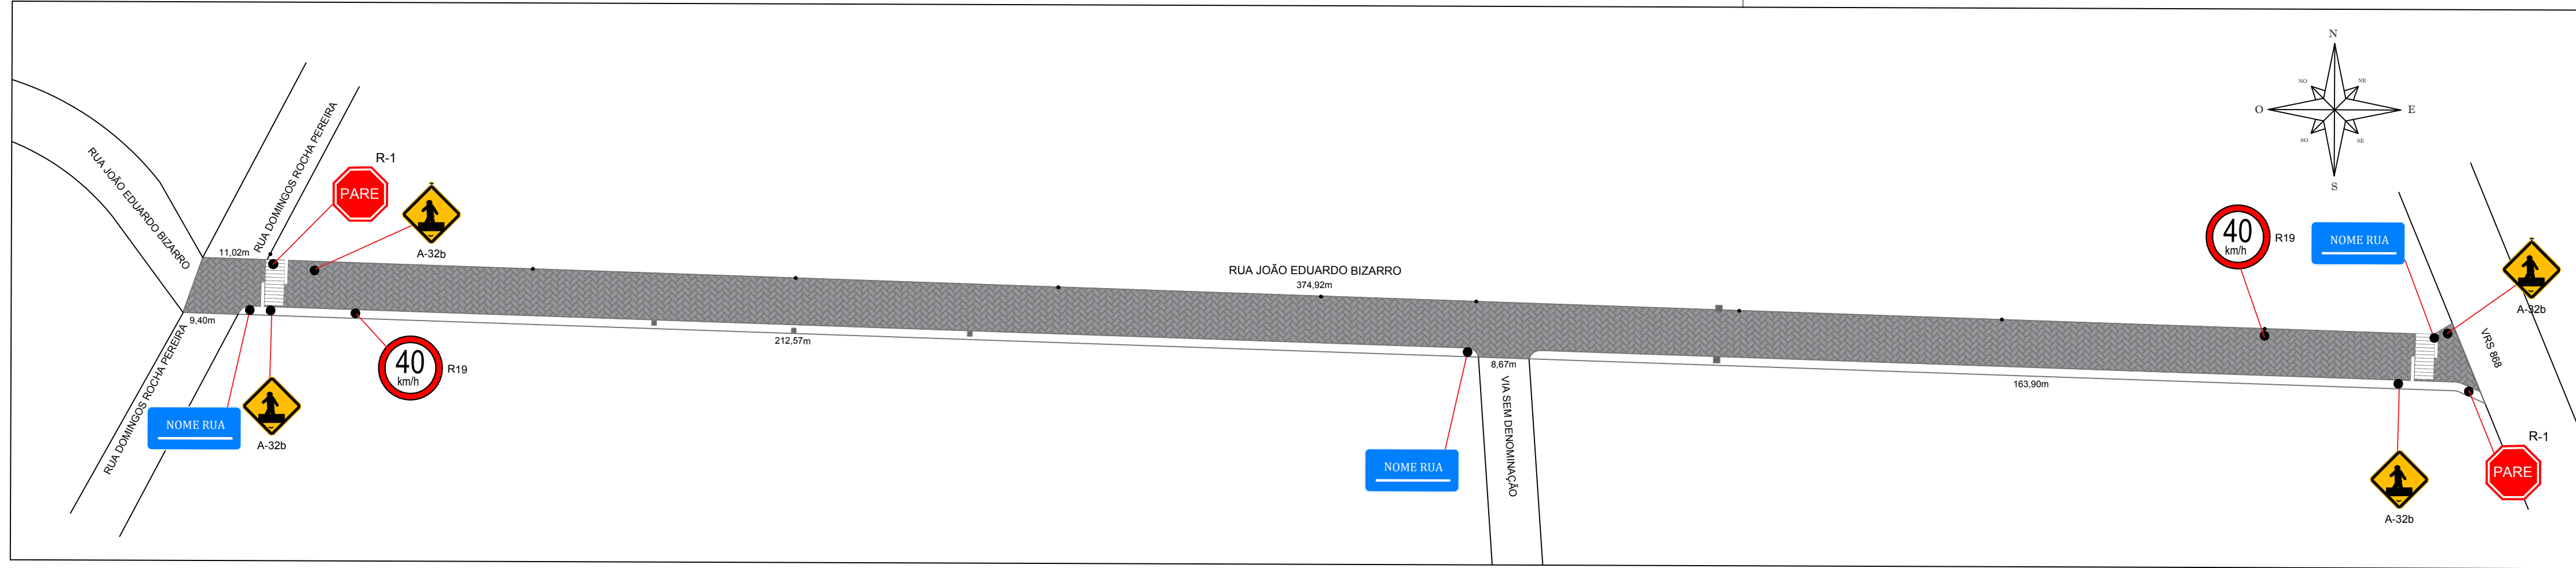 N
NO
NE
O
E
SO
SE
S
RUA JOÃO EDUARDO BIZARRO
RUA DOMINGOS ROCHA PEREIRA
R-1
PARE
A-32b
11,02m
9,40m
RUA DOMINGOS ROCHA PEREIRA
NOME RUA
A-32b
40
km/h
R19
212,57m
RUA JOÃO EDUARDO BIZARRO
374,92m
NOME RUA
8,67m
VIA SEM DENOMINAÇÃO
163,90m
40
km/h
R19
NOME RUA
A-32b
VRS 868
A-32b
R-1
PARE